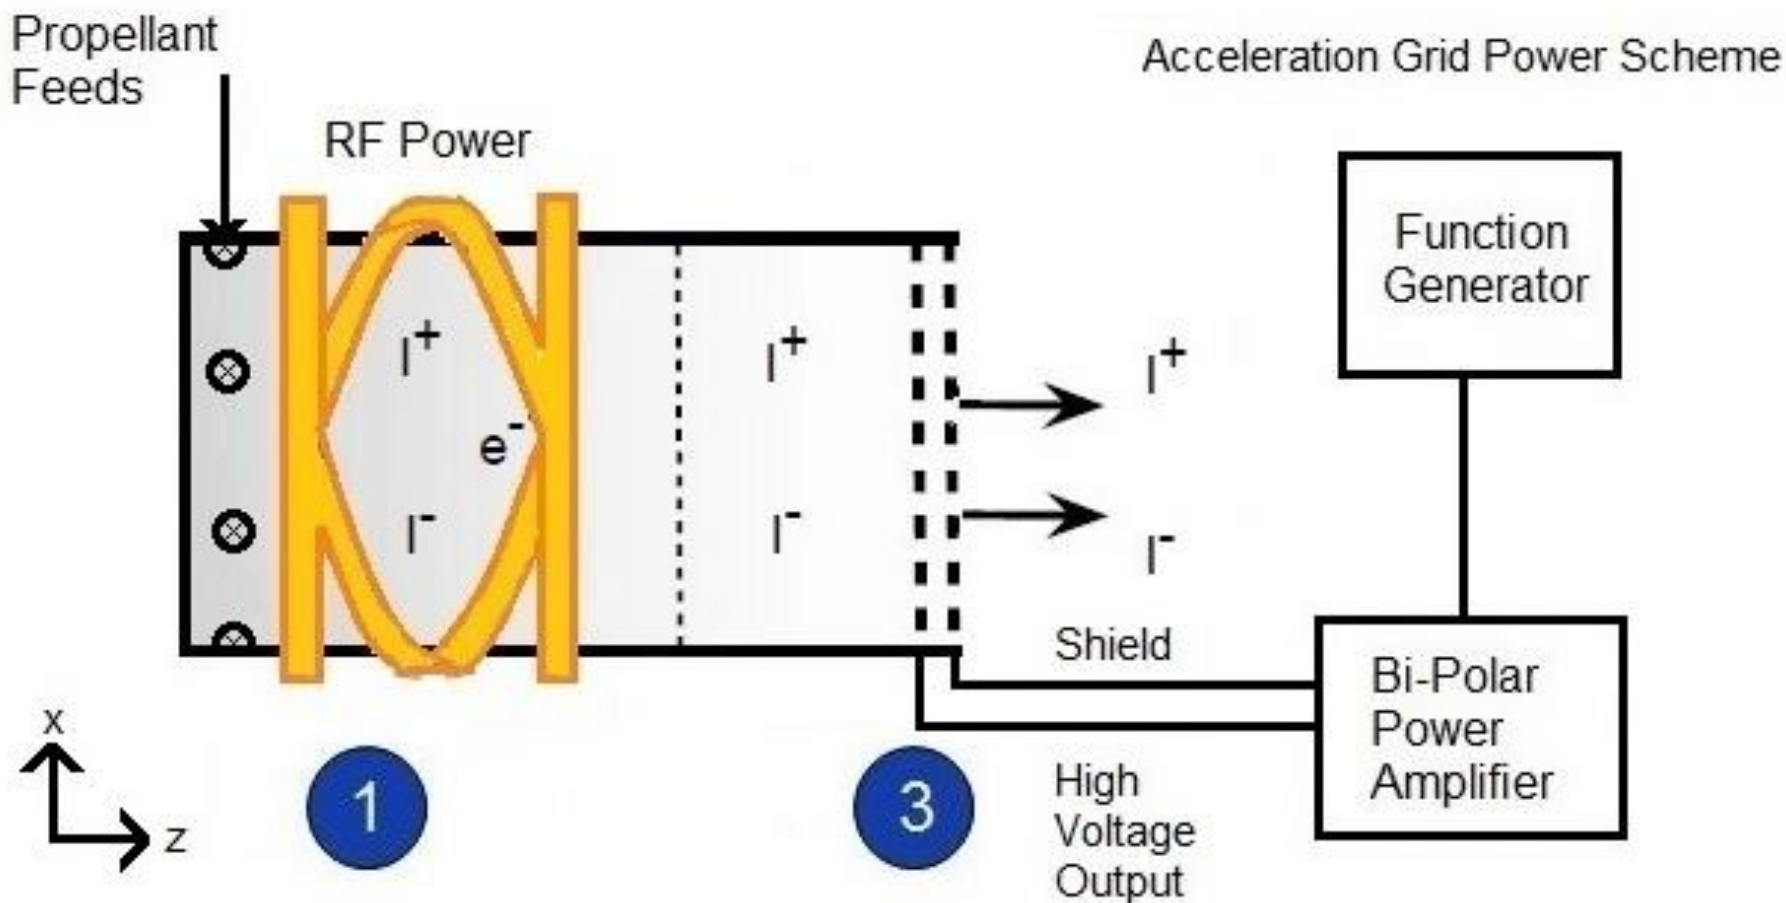 Propellant
Feeds
Acceleration Grid Power Scheme
RF Power
Function
Generator
I⁺
I⁺
I⁺
e⁻
I⁻
I⁻
I⁻
Shield
Bi-Polar
Power
Amplifier
High
Voltage
Output
x
z
1
3